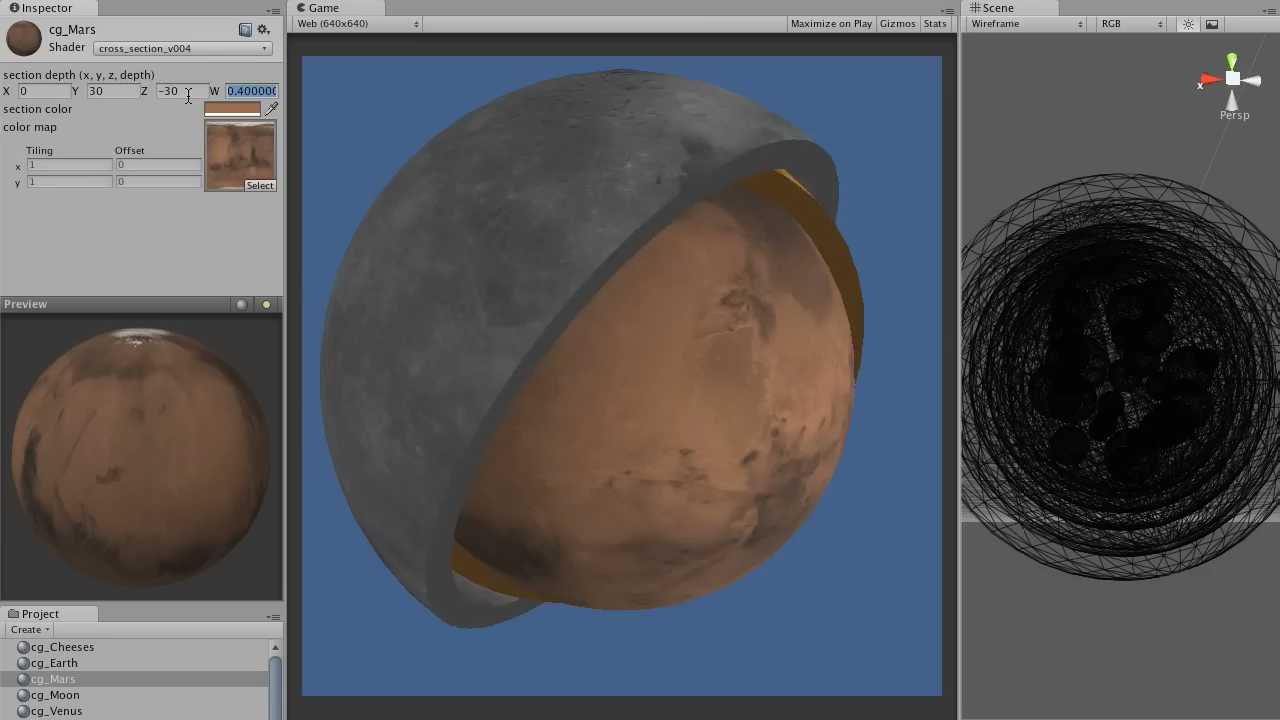 Inspector
cg_Mars
Shader cross_section_v004
section depth (x, y, z, depth)
X 0 Y 30 Z -30 W 0.400000
section color
color map
Tiling Offset
x 1 0
y 1 0
Select
Preview
Project
Create
cg_Cheeses
cg_Earth
cg_Mars
cg_Moon
cg_Venus
Game
Web (640x640) Maximize on Play Gizmos Stats
Scene
Wireframe RGB
x
Persp